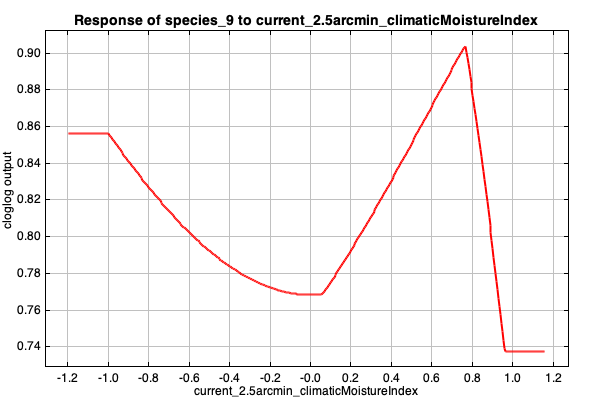 Response of species_9 to current_2.5arcmin_climaticMoistureIndex
cloglog output
0.90
0.88
0.86
0.84
0.82
0.80
0.78
0.76
0.74
-1.2 -1.0 -0.8 -0.6 -0.4 -0.2 -0.0 0.2 0.4 0.6 0.8 1.0 1.2
current_2.5arcmin_climaticMoistureIndex